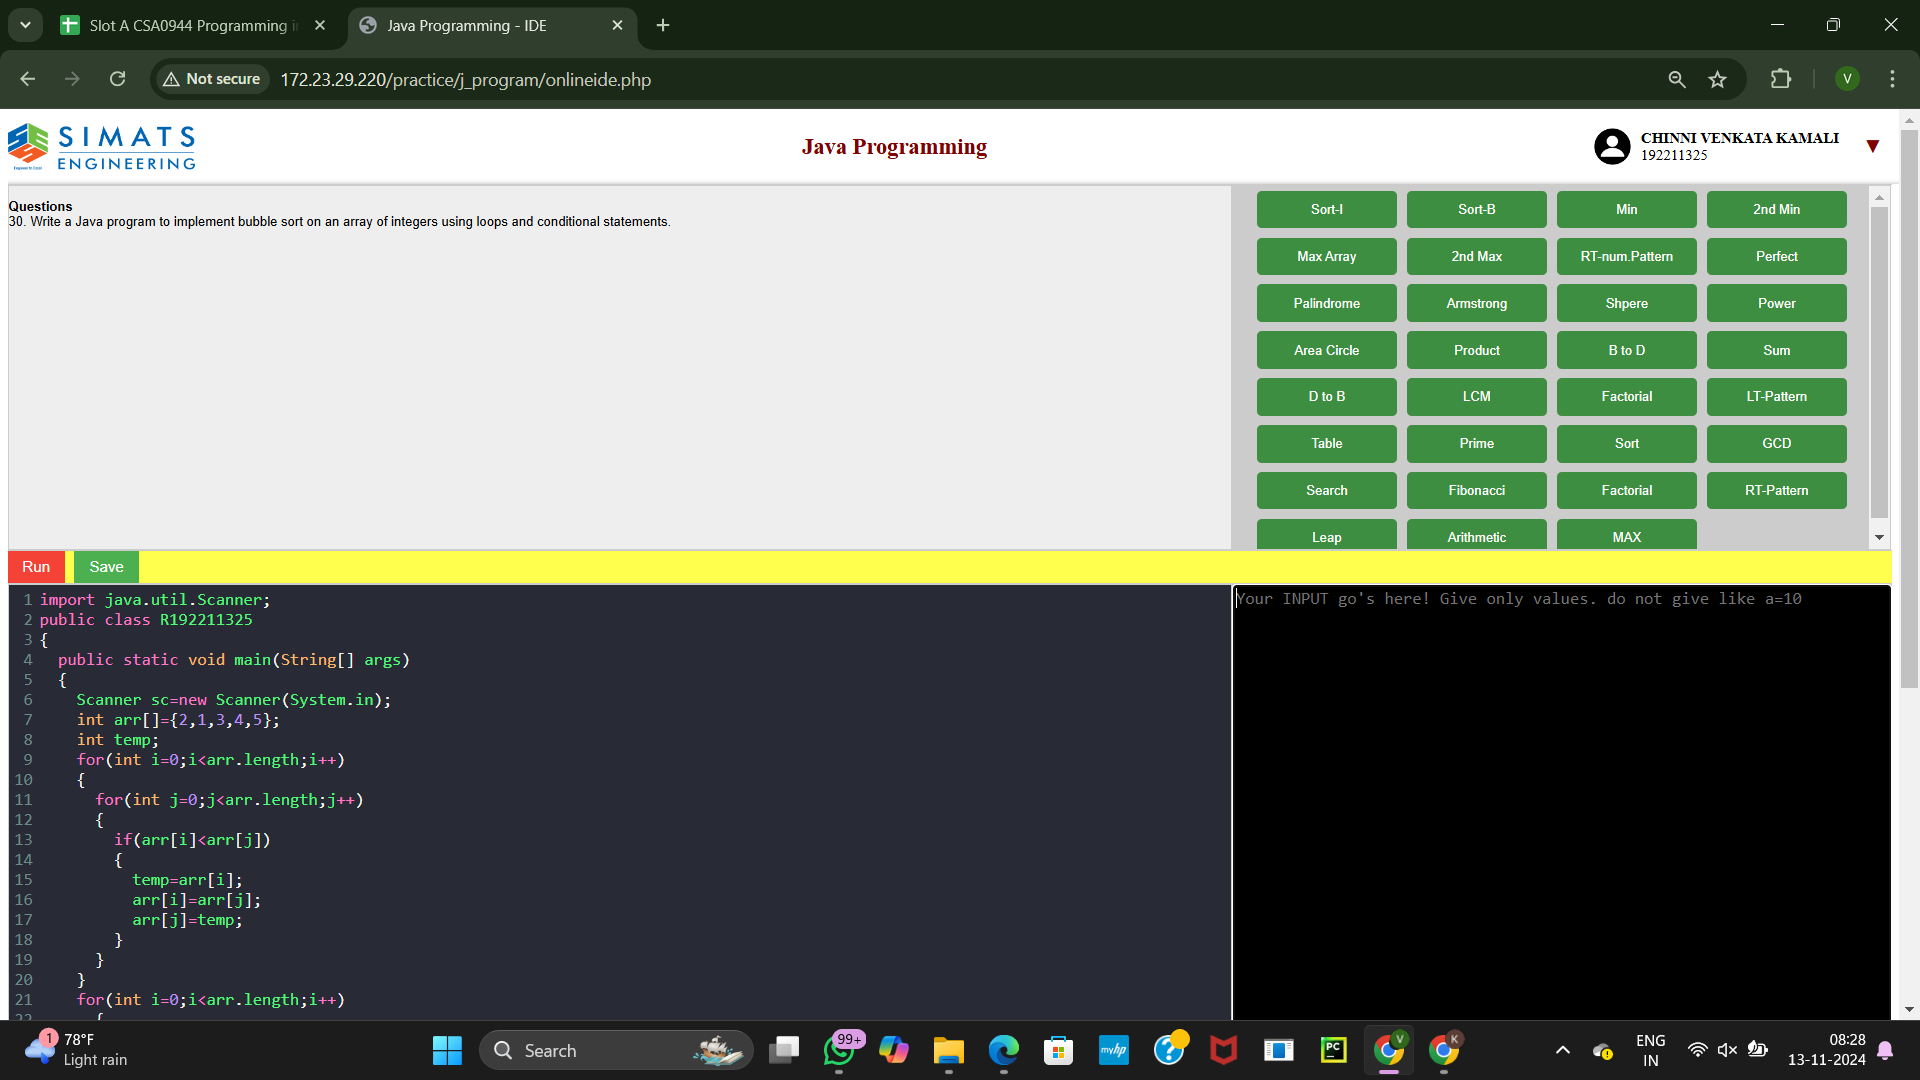 Slot A CSA0944 Programming i
Java Programming - IDE
Not secure
172.23.29.220/practice/j_program/onlineide.php
V
SIMATS
ENGINEERING
Java Programming
CHINNI VENKATA KAMALI
192211325
Questions
30. Write a Java program to implement bubble sort on an array of integers using loops and conditional statements.
Sort-I Sort-B Min 2nd Min
Max Array 2nd Max RT-num.Pattern Perfect
Palindrome Armstrong Shpere Power
Area Circle Product B to D Sum
D to B LCM Factorial LT-Pattern
Table Prime Sort GCD
Search Fibonacci Factorial RT-Pattern
Leap Arithmetic MAX
Run Save
1 import java.util.Scanner;
2 public class R192211325
3 {
4 public static void main(String[] args)
5 {
6 Scanner sc=new Scanner(System.in);
7 int arr[]={2,1,3,4,5};
8 int temp;
9 for(int i=0;i<arr.length;i++)
10 {
11 for(int j=0;j<arr.length;j++)
12 {
13 if(arr[i]<arr[j])
14 {
15 temp=arr[i];
16 arr[i]=arr[j];
17 arr[j]=temp;
18 }
19 }
20 }
21 for(int i=0;i<arr.length;i++)
22 {
Your INPUT go's here! Give only values. do not give like a=10
1
78°F
Light rain
Search
99+
myhp
PC
V
K
ENG
IN
08:28
13-11-2024